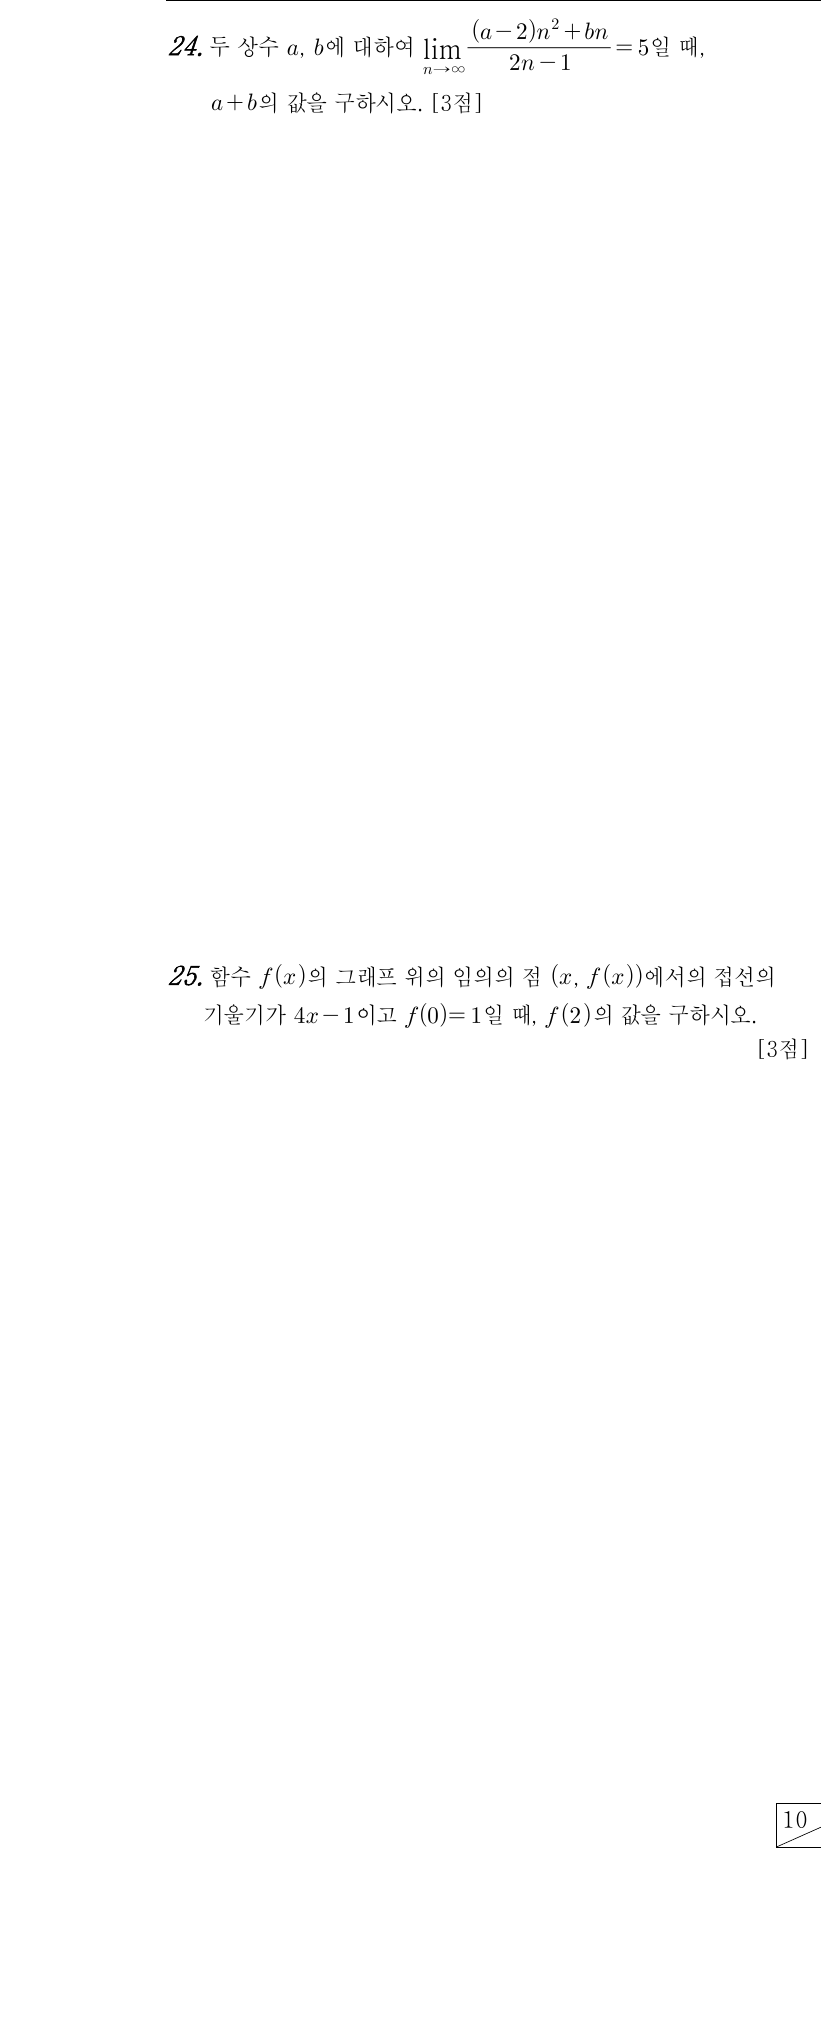 24. 두 상수 a, b에 대하여 lim_{n→∞} \frac{(a-2)n^2+bn}{2n-1} = 5일 때,
a+b의 값을 구하시오. [3점]
25. 함수 f(x)의 그래프 위의 임의의 점 (x, f(x))에서의 접선의
기울기가 4x-1이고 f(0)=1일 때, f(2)의 값을 구하시오.
[3점]
10